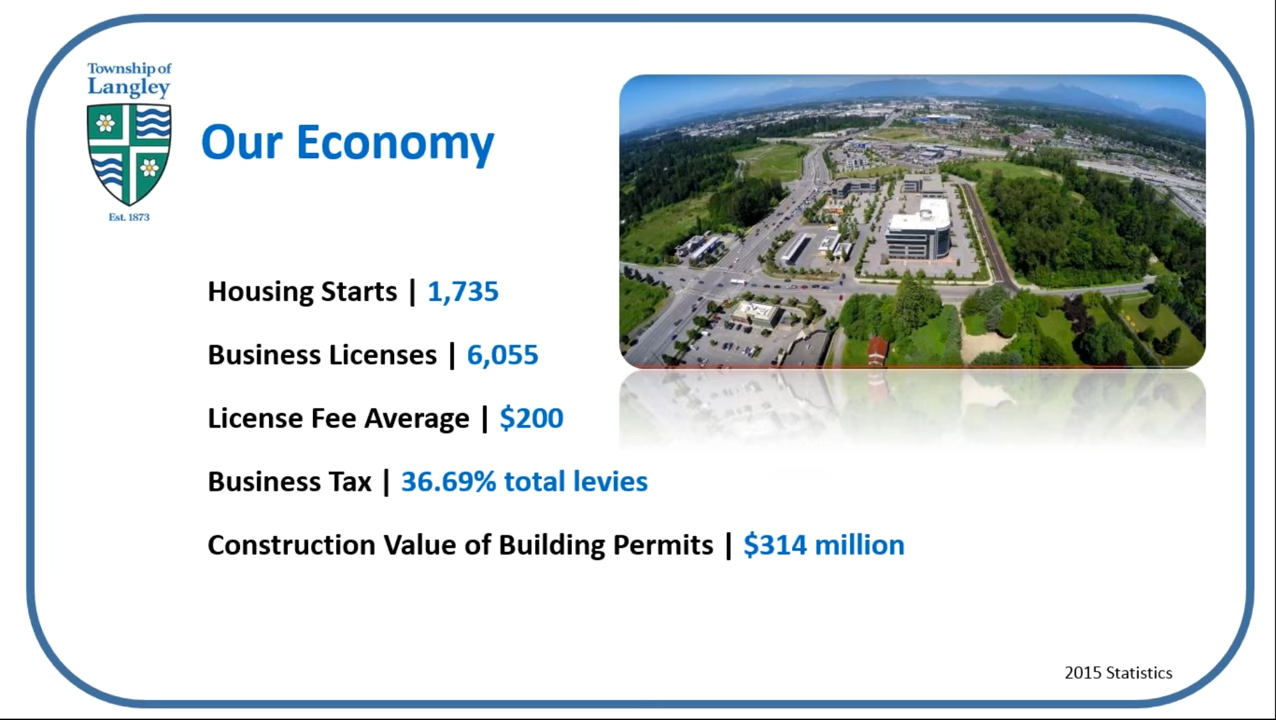 Township of
Langley
Est. 1873
Our Economy
Housing Starts | 1,735
Business Licenses | 6,055
License Fee Average | $200
Business Tax | 36.69% total levies
Construction Value of Building Permits | $314 million
2015 Statistics